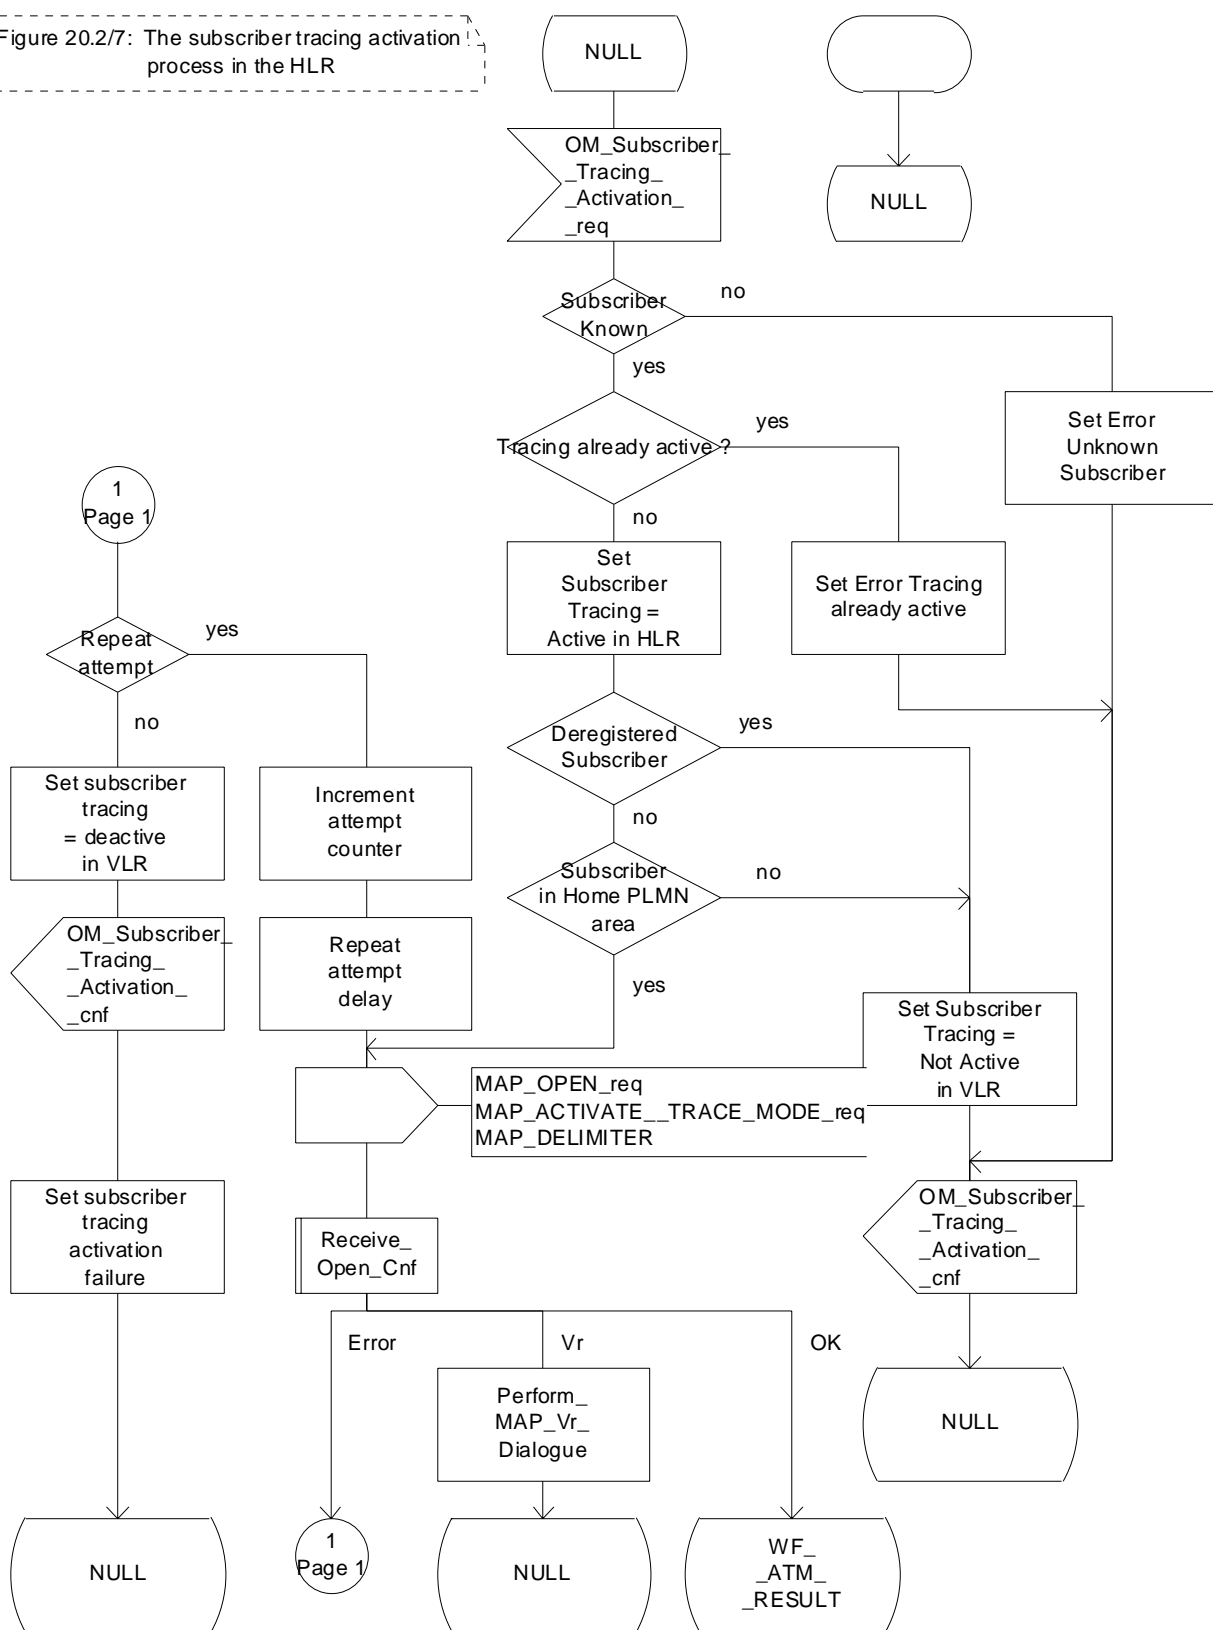 Figure 20.2/7: The subscriber tracing activation
process in the HLR
NULL
OM_Subscriber_
_Tracing_
_Activation_
_req
NULL
Subscriber
Known
no
yes
Tracing already active ?
yes
no
Set Error
Unknown
Subscriber
1
Page 1
Set
Subscriber
Tracing =
Active in HLR
Set Error Tracing
already active
Repeat
attempt
yes
no
Deregistered
Subscriber
yes
no
Set subscriber
tracing
= deactive
in VLR
Increment
attempt
counter
Subscriber
in Home PLMN
area
no
yes
OM_Subscriber_
_Tracing_
_Activation_
_cnf
Repeat
attempt
delay
Set Subscriber
Tracing =
Not Active
in VLR
MAP_OPEN_req
MAP_ACTIVATE__TRACE_MODE_req
MAP_DELIMITER
Set subscriber
tracing
activation
failure
Receive_
Open_Cnf
OM_Subscriber_
_Tracing_
_Activation_
_cnf
Error
Vr
OK
Perform_
MAP_Vr_
Dialogue
NULL
NULL
1
Page 1
NULL
WF_
_ATM_
_RESULT